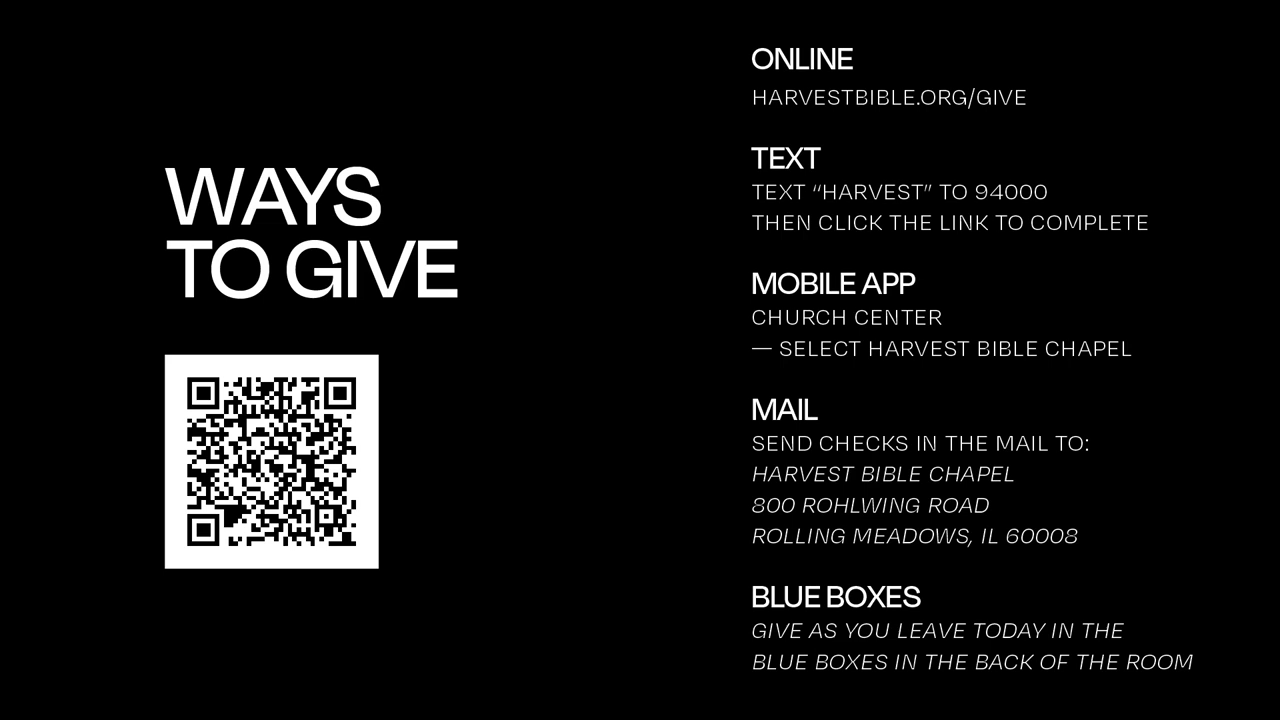 WAYS
TO GIVE
ONLINE
HARVESTBIBLE.ORG/GIVE
TEXT
TEXT “HARVEST” TO 94000
THEN CLICK THE LINK TO COMPLETE
MOBILE APP
CHURCH CENTER
— SELECT HARVEST BIBLE CHAPEL
MAIL
SEND CHECKS IN THE MAIL TO:
HARVEST BIBLE CHAPEL
800 ROHLWING ROAD
ROLLING MEADOWS, IL 60008
BLUE BOXES
GIVE AS YOU LEAVE TODAY IN THE
BLUE BOXES IN THE BACK OF THE ROOM